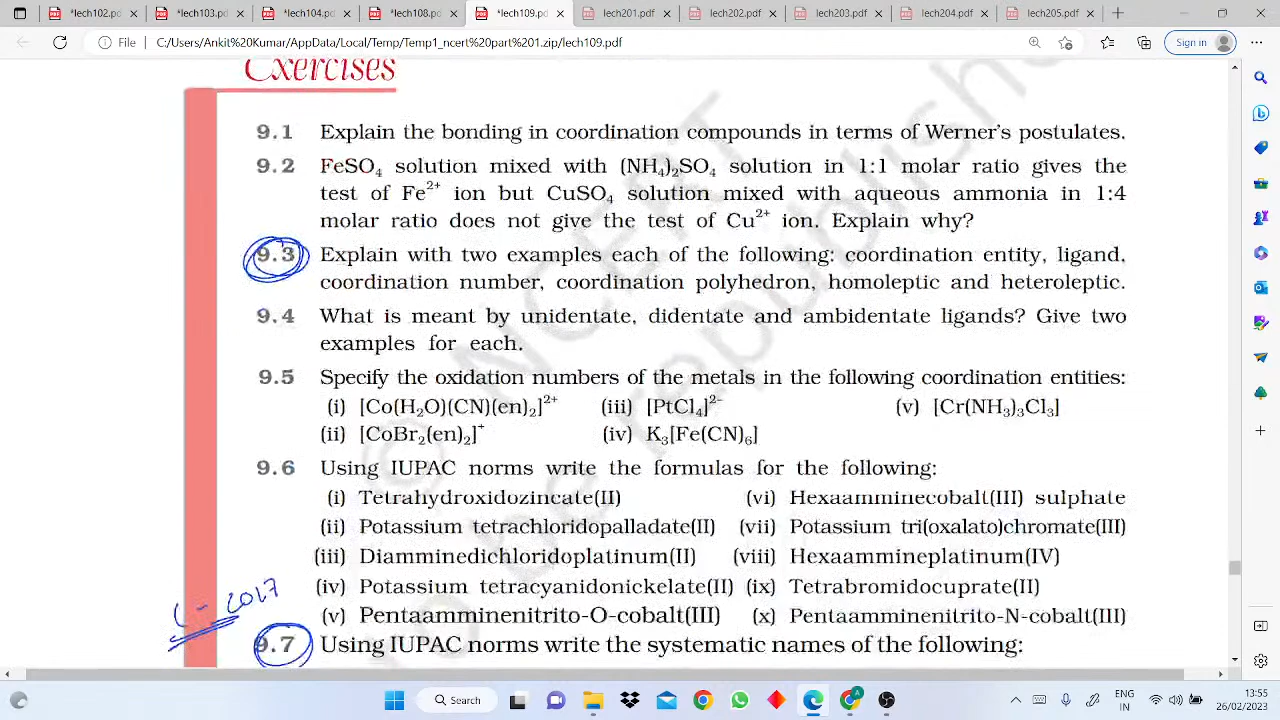 *lech102.pd
*lech103.pd
*lech104.pd
*lech108.pd
*lech109.pd
lech201.pdf
lech202.pdf
lech203.pdf
lech204.pdf
lech205.pdf
File C:/Users/Ankit%20Kumar/AppData/Local/Temp/Temp1_ncert%20part%201.zip/lech109.pdf
Sign in
Exercises
9.1 Explain the bonding in coordination compounds in terms of Werner's postulates.
9.2 FeSO₄ solution mixed with (NH₄)₂SO₄ solution in 1:1 molar ratio gives the
test of Fe²⁺ ion but CuSO₄ solution mixed with aqueous ammonia in 1:4
molar ratio does not give the test of Cu²⁺ ion. Explain why?
9.3 Explain with two examples each of the following: coordination entity, ligand,
coordination number, coordination polyhedron, homoleptic and heteroleptic.
9.4 What is meant by unidentate, didentate and ambidentate ligands? Give two
examples for each.
9.5 Specify the oxidation numbers of the metals in the following coordination entities:
(i) [Co(H₂O)(CN)(en)₂]²⁺ (iii) [PtCl₄]²⁻ (v) [Cr(NH₃)₃Cl₃]
(ii) [CoBr₂(en)₂]⁺ (iv) K₃[Fe(CN)₆]
9.6 Using IUPAC norms write the formulas for the following:
(i) Tetrahydroxidozincate(II) (vi) Hexaamminecobalt(III) sulphate
(ii) Potassium tetrachloridopalladate(II) (vii) Potassium tri(oxalato)chromate(III)
(iii) Diamminedichloridoplatinum(II) (viii) Hexaammineplatinum(IV)
(iv) Potassium tetracyanidonickelate(II) (ix) Tetrabromidocuprate(II)
(v) Pentaamminenitrito-O-cobalt(III) (x) Pentaamminenitrito-N-cobalt(III)
2017
9.7 Using IUPAC norms write the systematic names of the following:
© NCERT
be republished
Search
ENG
IN
13:55
26/02/2023